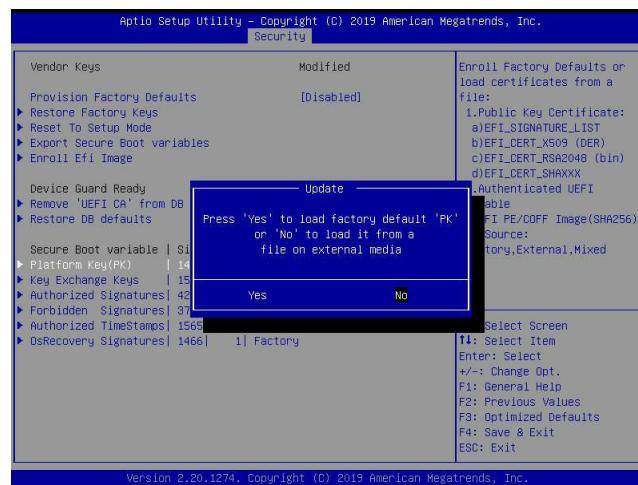 Aptio Setup Utility – Copyright (C) 2019 American Megatrends, Inc.
Security
Vendor Keys Modified
Provision Factory Defaults [Disabled]
Restore Factory Keys
Reset To Setup Mode
Export Secure Boot variables
Enroll Efi Image
Device Guard Ready
Remove 'UEFI CA' from DB
Restore DB defaults
Secure Boot variable | Si
Platform Key(PK) | 14
Key Exchange Keys | 15
Authorized Signatures| 42
Forbidden Signatures| 37
Authorized TimeStamps| 1565
OsRecovery Signatures| 1466| 1| Factory
Update
Press 'Yes' to load factory default 'PK'
or 'No' to load it from a
file on external media
Yes No
Enroll Factory Defaults or
load certificates from a
file:
1.Public Key Certificate:
a)EFI_SIGNATURE_LIST
b)EFI_CERT_X509 (DER)
c)EFI_CERT_RSA2048 (bin)
d)EFI_CERT_SHAXXX
.Authenticated UEFI
able
FI PE/COFF Image(SHA256)
Source:
tory,External,Mixed
Select Screen
↑↓: Select Item
Enter: Select
+/-: Change Opt.
F1: General Help
F2: Previous Values
F3: Optimized Defaults
F4: Save & Exit
ESC: Exit
Version 2.20.1274. Copyright (C) 2019 American Megatrends, Inc.